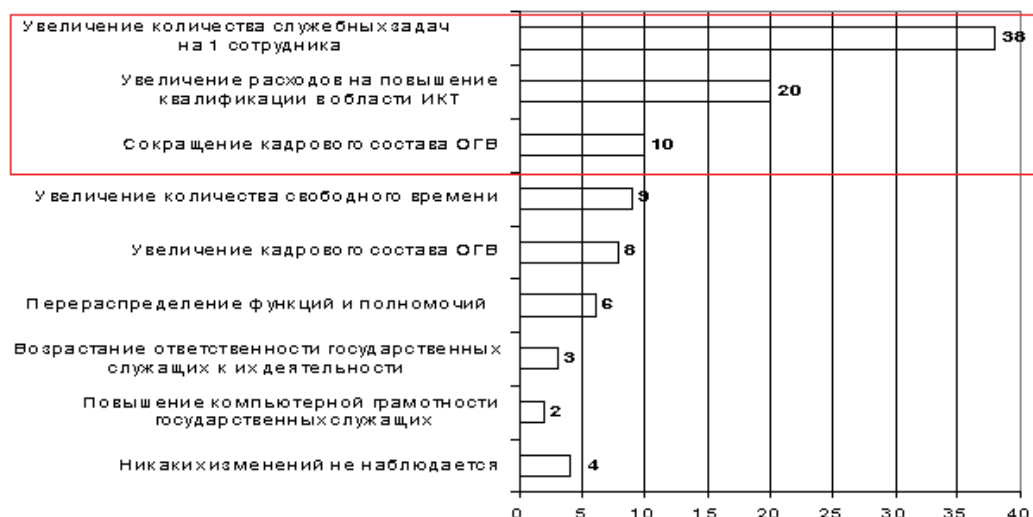 Увеличение количества служебных задач
на 1 сотрудника
38
Увеличение расходов на повышение
квалификации в области ИКТ
20
Сокращение кадрового состава ОГВ
10
Увеличение количества свободного времени
9
Увеличение кадрового состава ОГВ
8
Перераспределение функций и полномочий
6
Возрастание ответственности государственных
служащих к их деятельности
3
Повышение компьютерной грамотности
государственных служащих
2
Никаких изменений не наблюдается
4
0 5 10 15 20 25 30 35 40